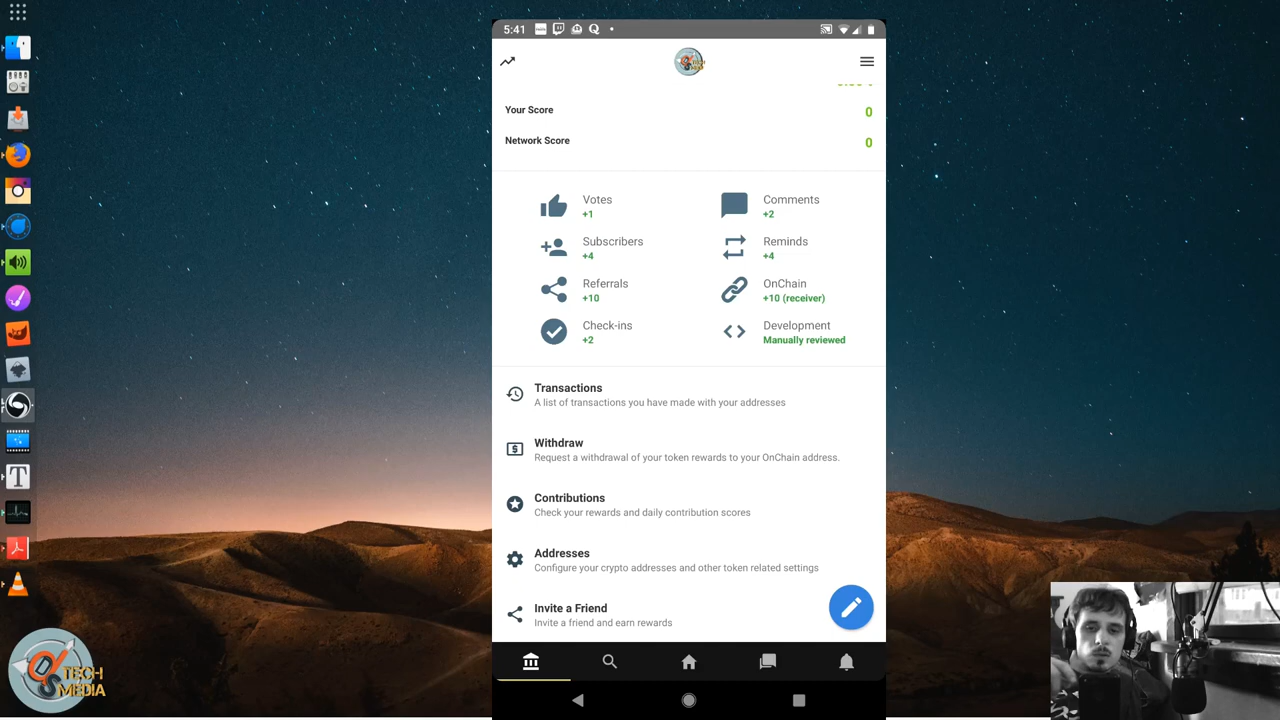 5:41
Your Score
0
Network Score
0
Votes
+1
Comments
+2
Subscribers
+4
Reminds
+4
Referrals
+10
OnChain
+10 (receiver)
Check-ins
+2
Development
Manually reviewed
Transactions
A list of transactions you have made with your addresses
Withdraw
Request a withdrawal of your token rewards to your OnChain address.
Contributions
Check your rewards and daily contribution scores
Addresses
Configure your crypto addresses and other token related settings
Invite a Friend
Invite a friend and earn rewards
TECH
MEDIA